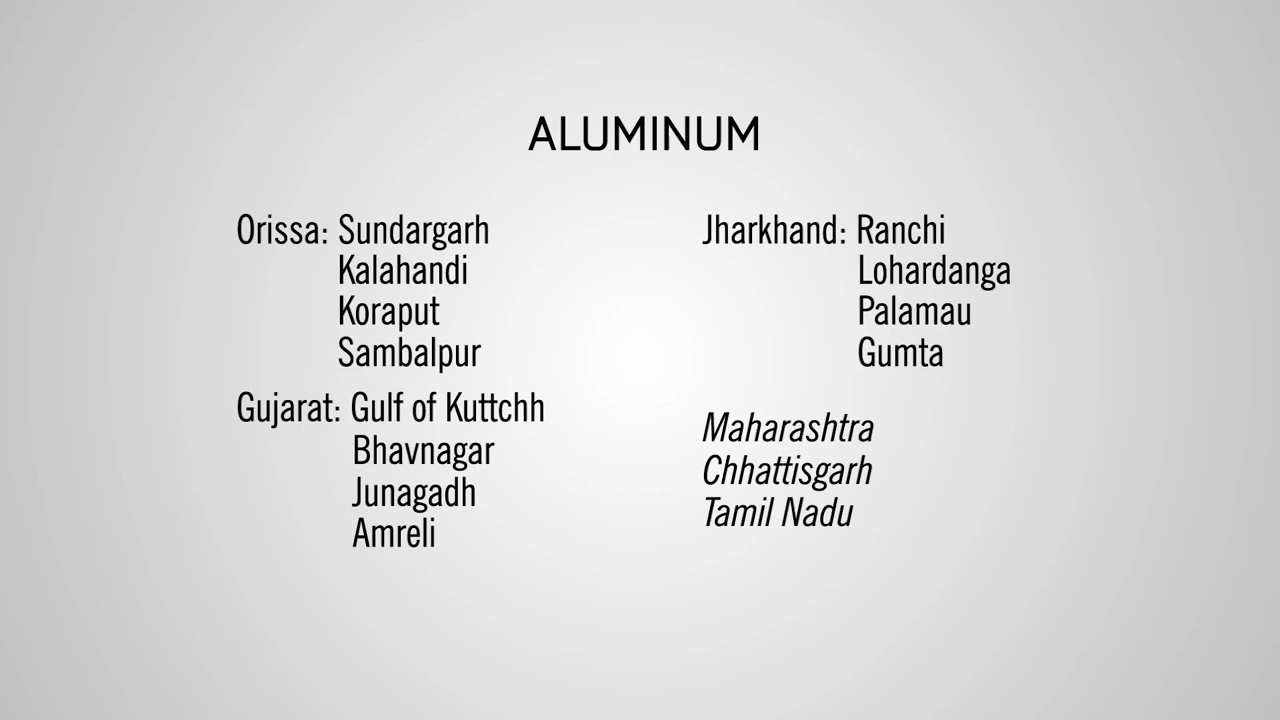 ALUMINUM
Orissa: Sundargarh
Kalahandi
Koraput
Sambalpur
Gujarat: Gulf of Kuttchh
Bhavnagar
Junagadh
Amreli
Jharkhand: Ranchi
Lohardanga
Palamau
Gumta
Maharashtra
Chhattisgarh
Tamil Nadu